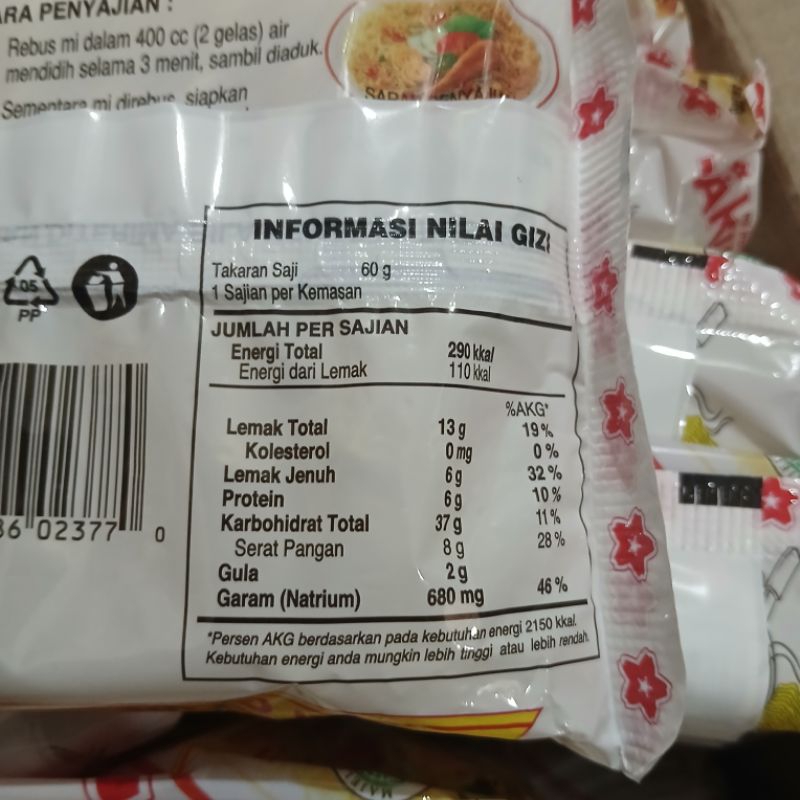 ARA PENYAJIAN :
Rebus mi dalam 400 cc (2 gelas) air
mendidih selama 3 menit, sambil diaduk.
Sementara mi direbus, siapkan
INFORMASI NILAI GIZI
Takaran Saji 60 g
1 Sajian per Kemasan
JUMLAH PER SAJIAN
Energi Total 290 kkal
Energi dari Lemak 110 kkal
%AKG*
Lemak Total 13 g 19 %
Kolesterol 0 mg 0 %
Lemak Jenuh 6 g 32 %
Protein 6 g 10 %
Karbohidrat Total 37 g 11 %
Serat Pangan 8 g 28 %
Gula 2 g
Garam (Natrium) 680 mg 46 %
*Persen AKG berdasarkan pada kebutuhan energi 2150 kkal.
Kebutuhan energi anda mungkin lebih tinggi atau lebih rendah.
05
PP
36 02377 0